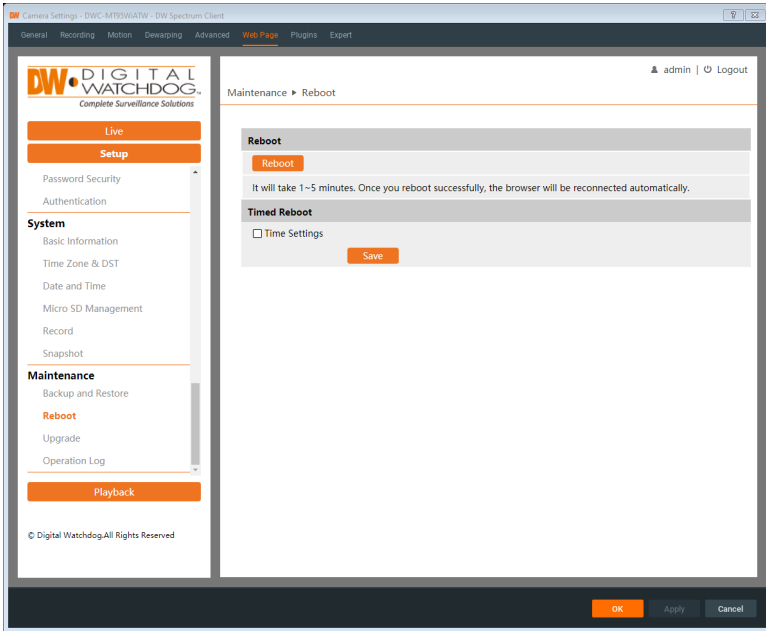 DW Camera Settings - DWC-MT95WiATW - DW Spectrum Client
General Recording Motion Dewarping Advanced Web Page Plugins Expert
DW DIGITAL WATCHDOG
Complete Surveillance Solutions
admin | Logout
Maintenance ▸ Reboot
Live
Setup
Password Security
Authentication
System
Basic Information
Time Zone & DST
Date and Time
Micro SD Management
Record
Snapshot
Maintenance
Backup and Restore
Reboot
Upgrade
Operation Log
Playback
© Digital Watchdog.All Rights Reserved
Reboot
Reboot
It will take 1~5 minutes. Once you reboot successfully, the browser will be reconnected automatically.
Timed Reboot
Time Settings
Save
OK Apply Cancel